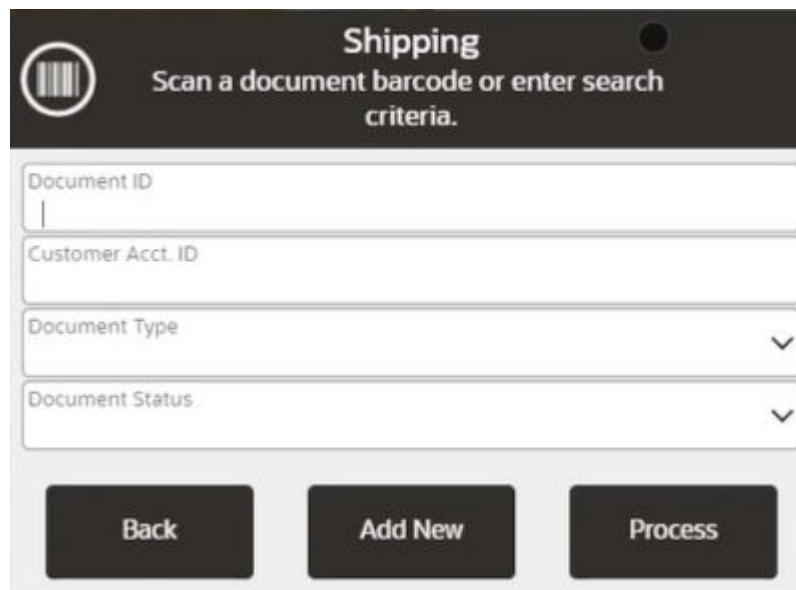 Shipping
Scan a document barcode or enter search
criteria.
Document ID
Customer Acct. ID
Document Type
Document Status
Back
Add New
Process